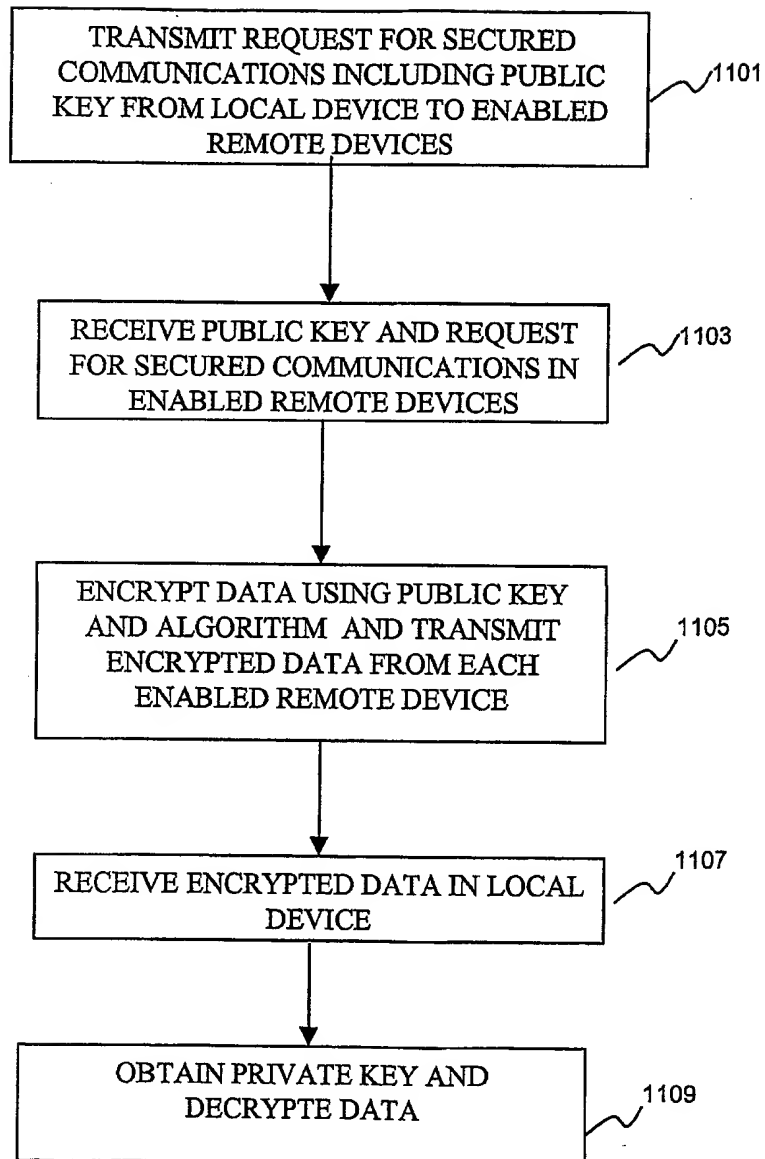 TRANSMIT REQUEST FOR SECURED
COMMUNICATIONS INCLUDING PUBLIC
KEY FROM LOCAL DEVICE TO ENABLED
REMOTE DEVICES
1101
RECEIVE PUBLIC KEY AND REQUEST
FOR SECURED COMMUNICATIONS IN
ENABLED REMOTE DEVICES
1103
ENCRYPT DATA USING PUBLIC KEY
AND ALGORITHM AND TRANSMIT
ENCRYPTED DATA FROM EACH
ENABLED REMOTE DEVICE
1105
RECEIVE ENCRYPTED DATA IN LOCAL
DEVICE
1107
OBTAIN PRIVATE KEY AND
DECRYPTE DATA
1109